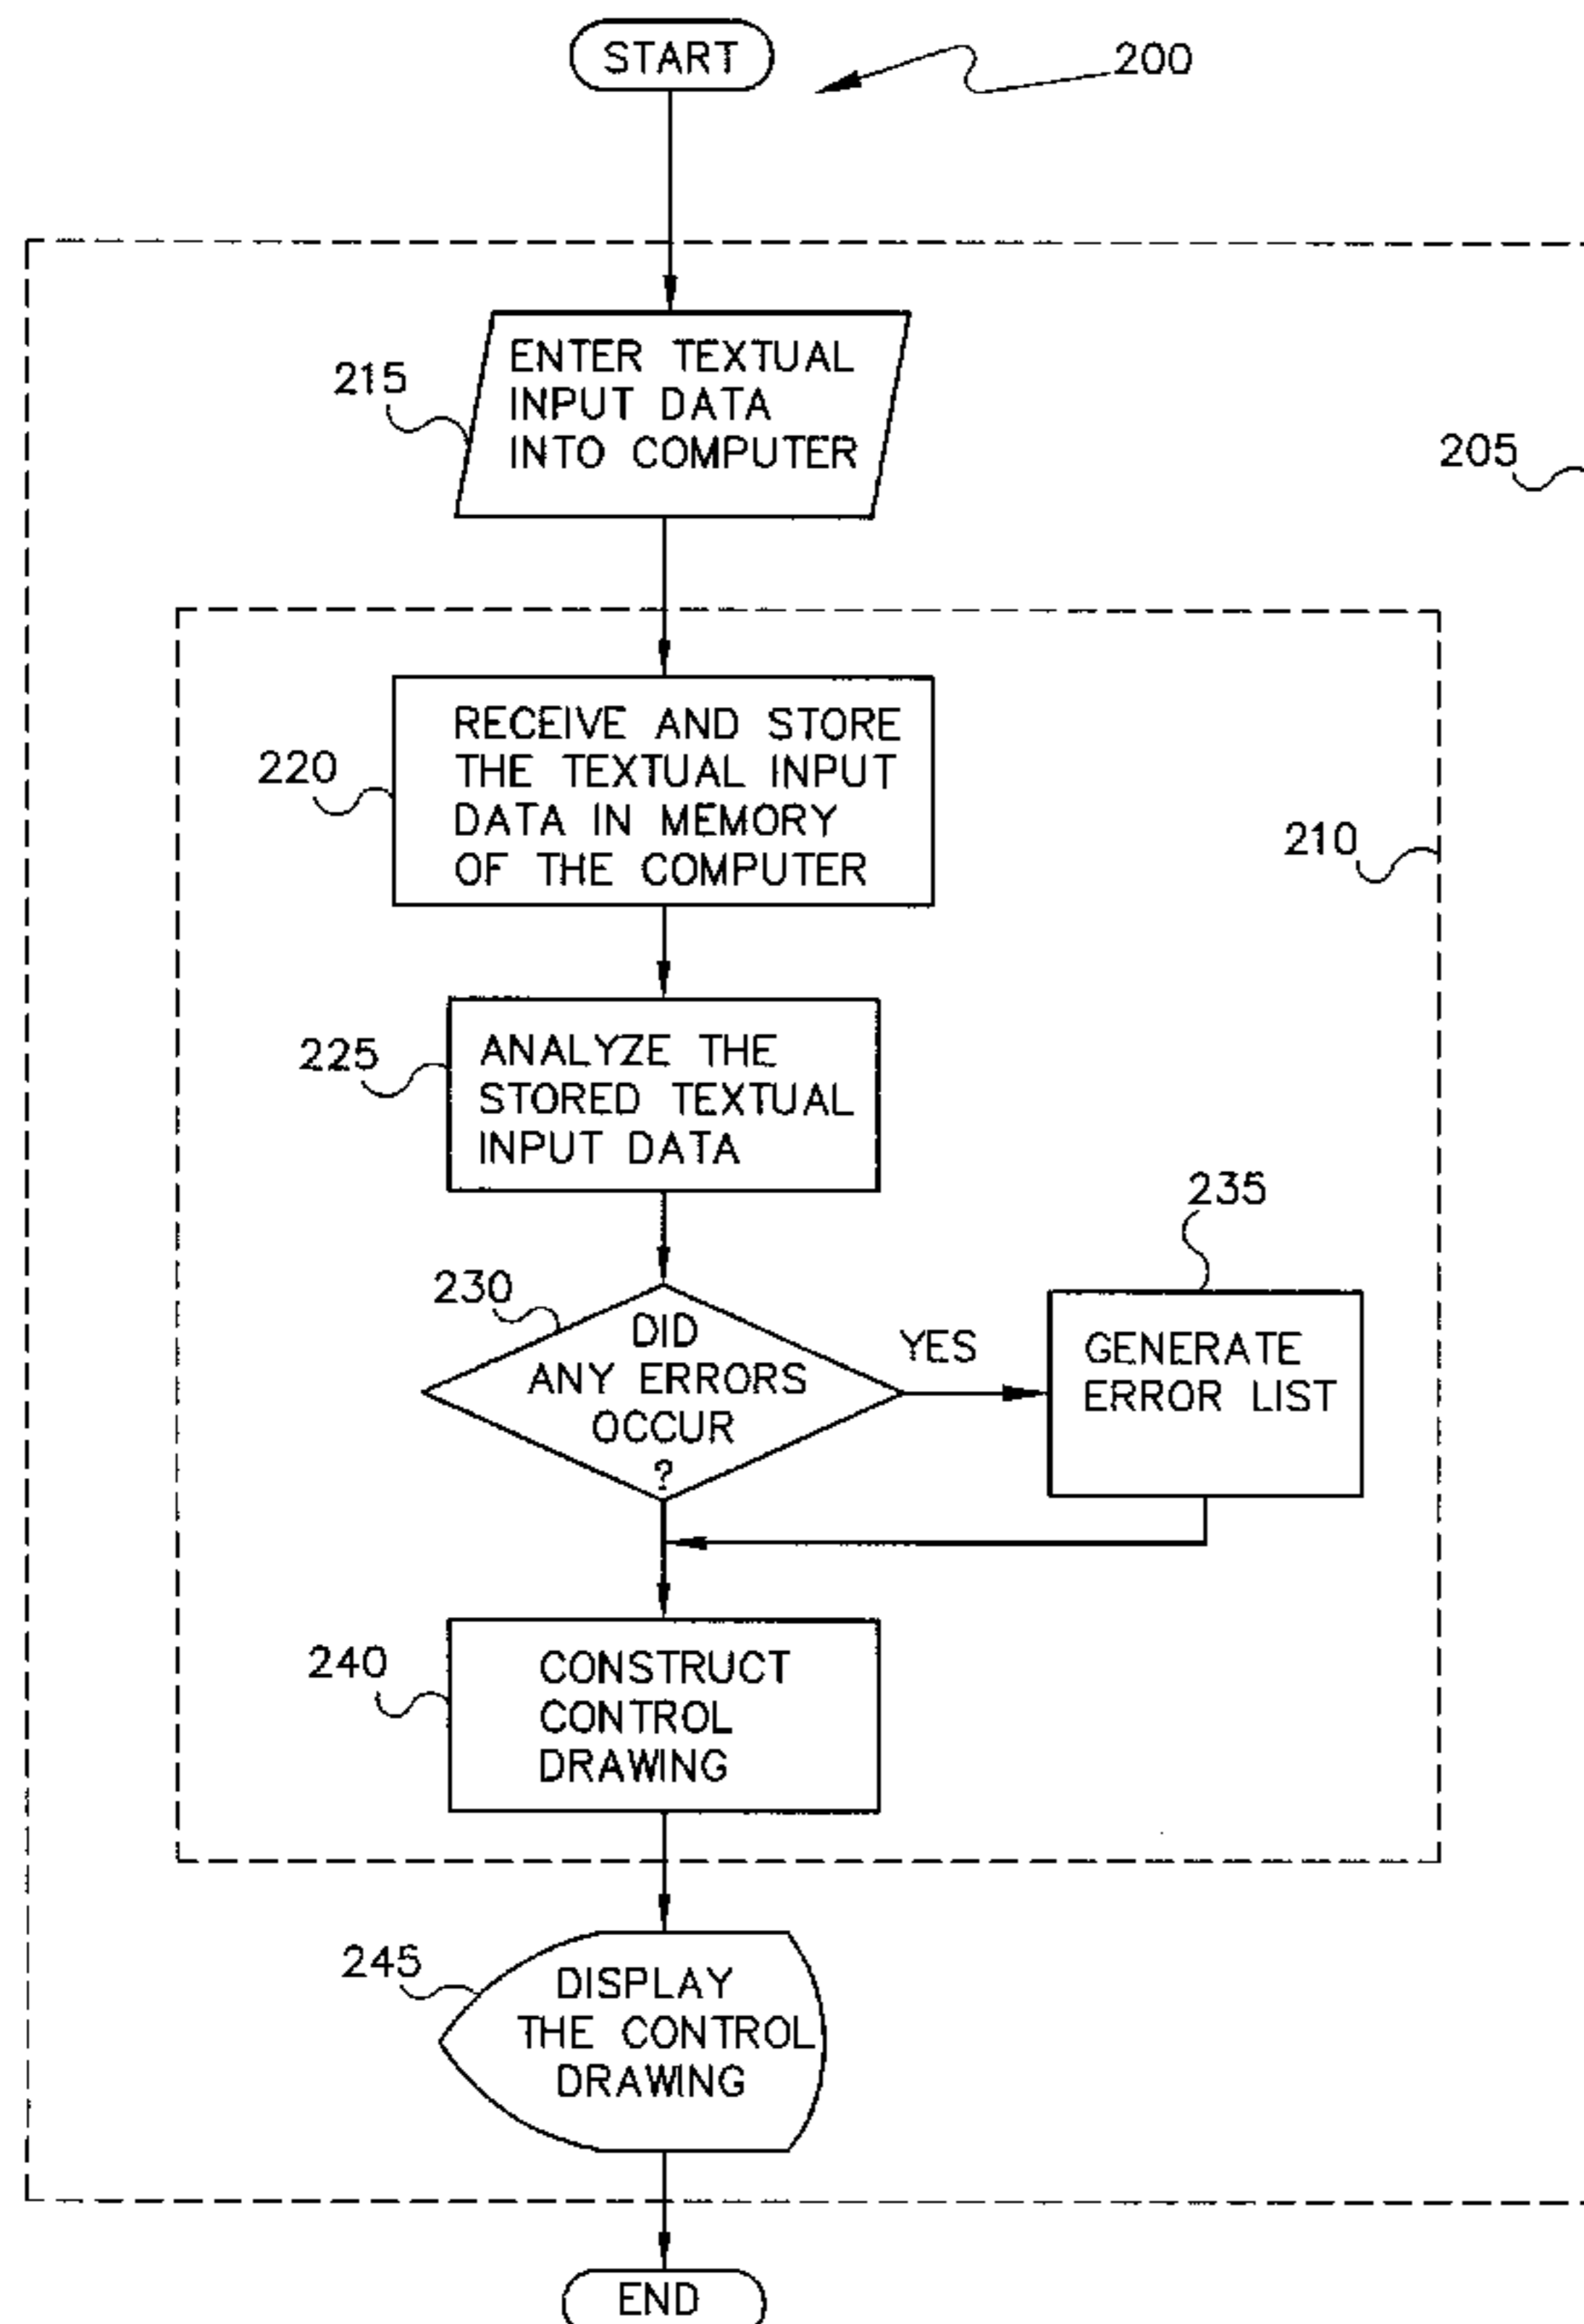 START
200
215
ENTER TEXTUAL
INPUT DATA
INTO COMPUTER
205
220
RECEIVE AND STORE
THE TEXTUAL INPUT
DATA IN MEMORY
OF THE COMPUTER
210
225
ANALYZE THE
STORED TEXTUAL
INPUT DATA
230
DID
ANY ERRORS
OCCUR
?
YES
235
GENERATE
ERROR LIST
240
CONSTRUCT
CONTROL
DRAWING
245
DISPLAY
THE CONTROL
DRAWING
END